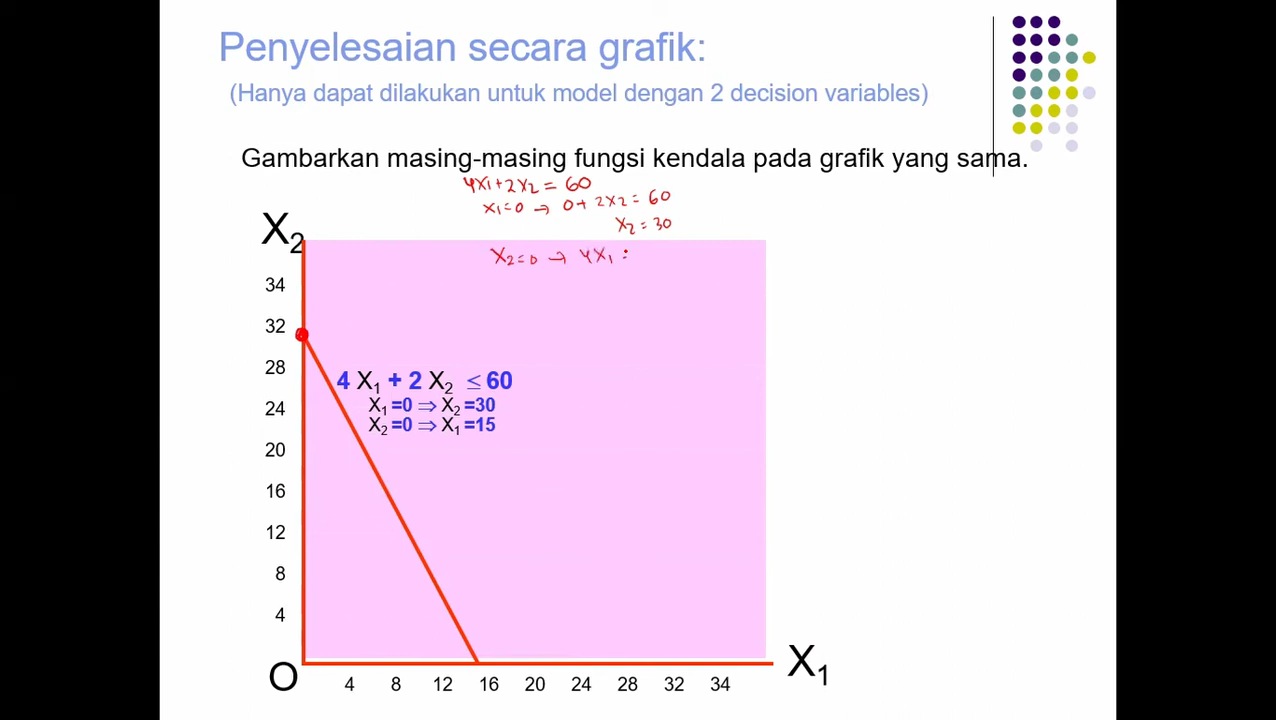 Penyelesaian secara grafik:
(Hanya dapat dilakukan untuk model dengan 2 decision variables)
Gambarkan masing-masing fungsi kendala pada grafik yang sama.
4X₁+2X₂ = 60
X₁=0 → 0+ 2X₂ = 60
X₂ = 30
X₂=0 → 4X₁ =
X₂
34
32
28
24
20
16
12
8
4
4 X₁ + 2 X₂ ≤ 60
X₁ =0 ⇒ X₂ =30
X₂ =0 ⇒ X₁ =15
O
4 8 12 16 20 24 28 32 34
X₁